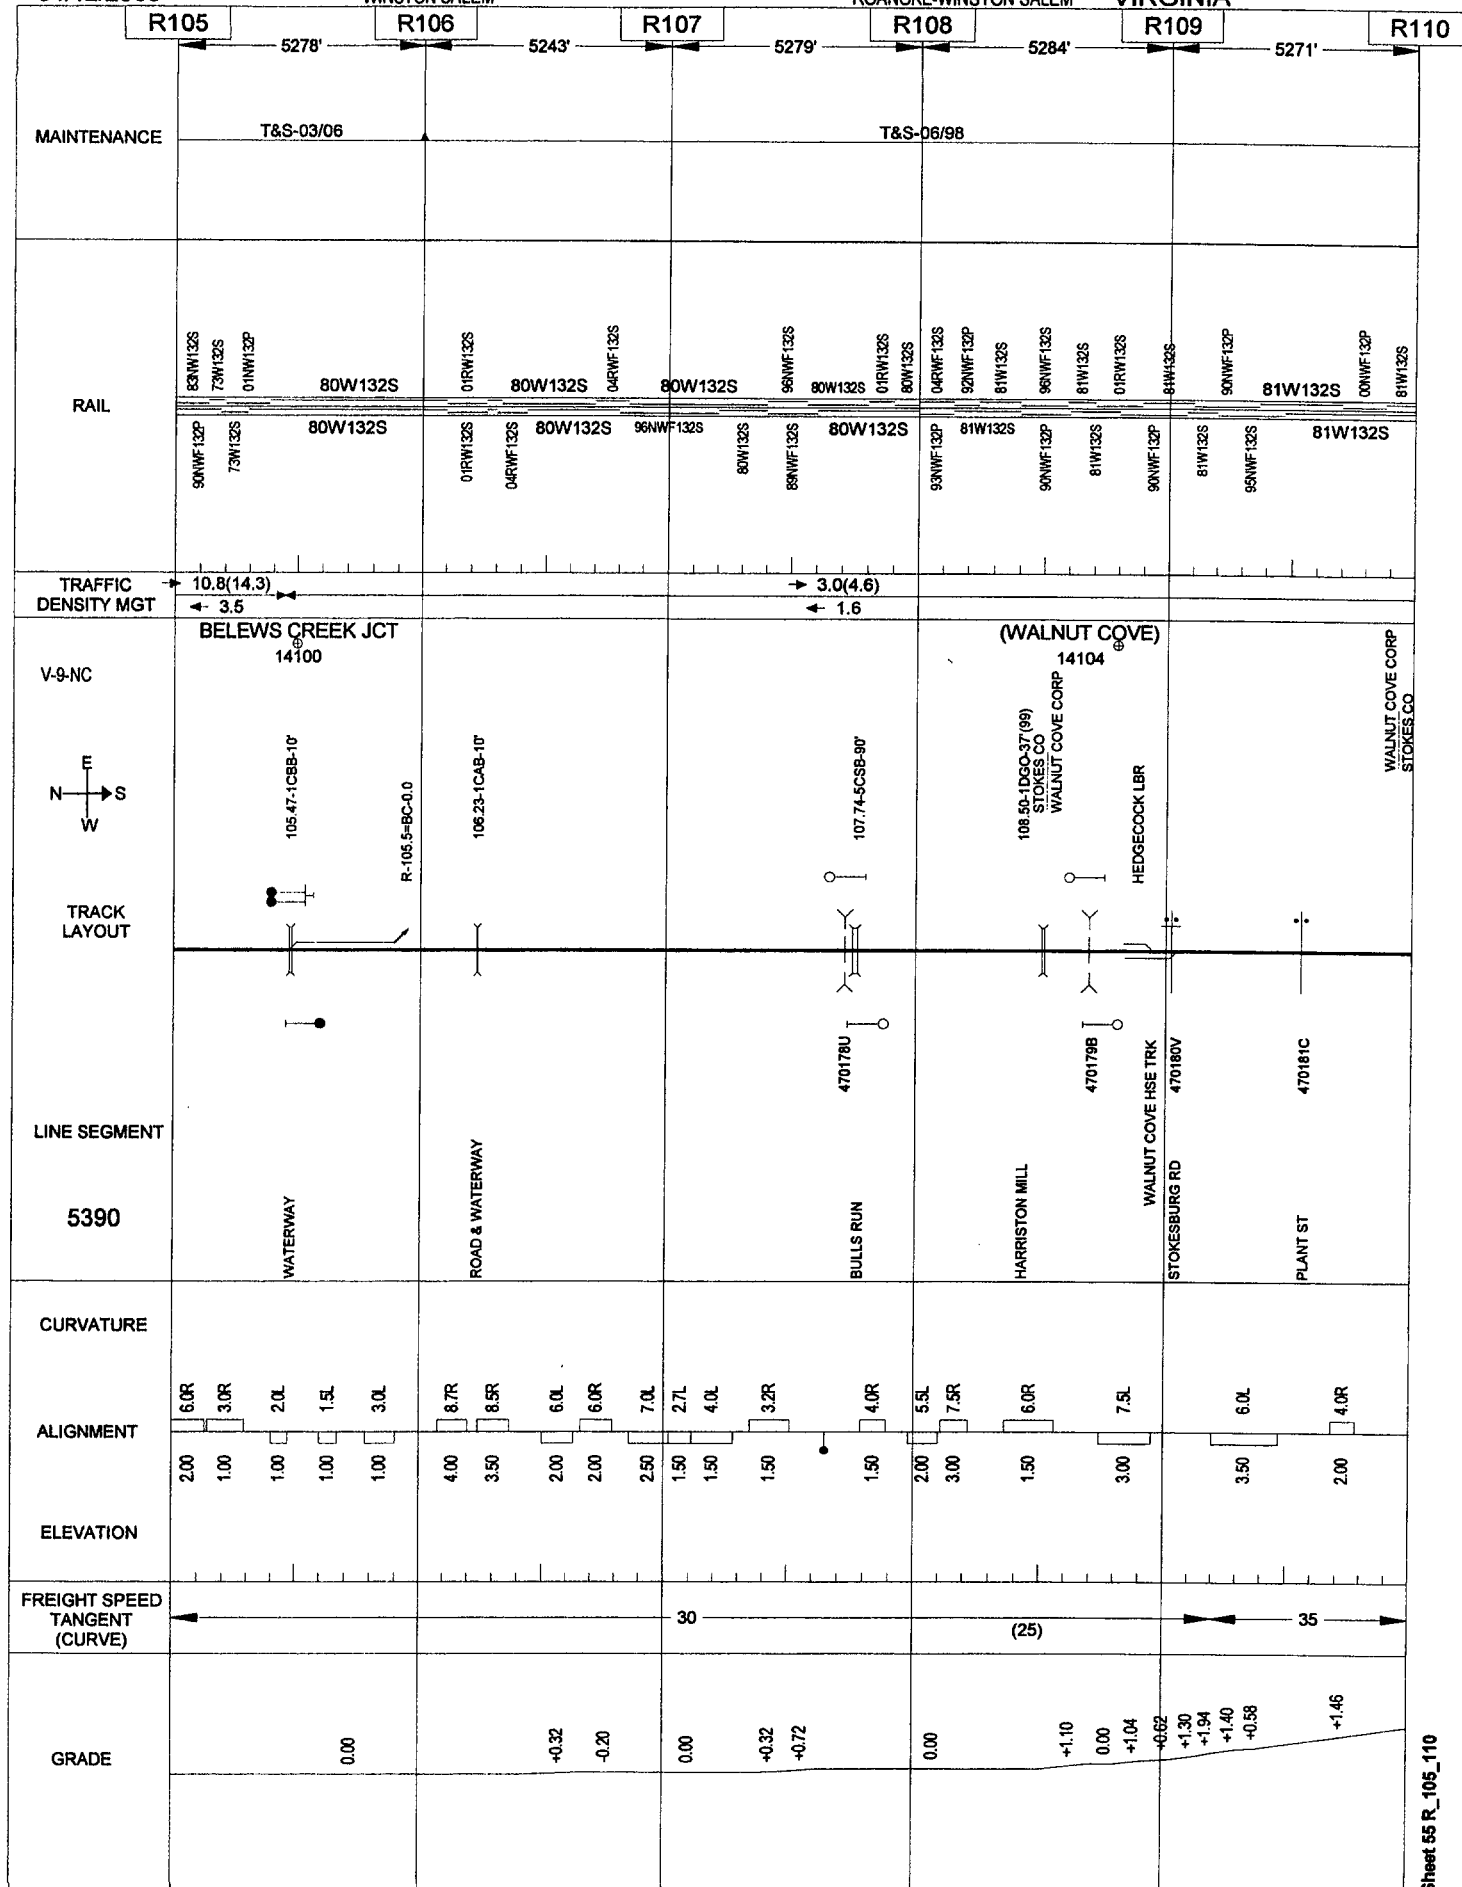 WINSTON SALEM
ROANOKE-WINSTON SALEM VIRGINIA
R105 R106 R107 R108 R109 R110
5278' 5243' 5279' 5284' 5271'
MAINTENANCE
T&S-03/06 T&S-06/98
RAIL
83NW132S 73W132S 01NW132P 80W132S 01RW132S 80W132S 04RWF132S 80W132S 96NWF132S 80W132S 01RW132S 80W132S 04RWF132S 92NWF132P 81W132S 96NWF132S 81W132S 01RW132S 81W132S 90NWF132P 81W132S 00NW132P 81W132S
90NWF132P 73W132S 80W132S 01RW132S 04RWF132S 80W132S 96NWF132S 80W132S 89NWF132S 80W132S 93NWF132P 81W132S 90NWF132P 81W132S 90NWF132P 81W132S 95NWF132S 81W132S
TRAFFIC
DENSITY MGT
10.8(14.3) 3.0(4.6)
3.5 1.6
BELEWS CREEK JCT (WALNUT COVE)
14100 14104
V-9-NC
N E S W
105.47-1CBB-10'
R-105.5=BC-0.0
106.23-1CAB-10'
107.74-5CSB-90'
108.50-1DGO-37'(99)
STOKES CO
WALNUT COVE CORP
HEDGECOCK LBR
WALNUT COVE CORP
STOKES CO
TRACK
LAYOUT
470178U
470179B
WALNUT COVE HSE TRK
470180V
470181C
LINE SEGMENT
5390
WATERWAY
ROAD & WATERWAY
BULLS RUN
HARRISTON MILL
STOKESBURG RD
PLANT ST
CURVATURE
6.0R 3.0R 2.0L 1.5L 3.0L 8.7R 8.5R 6.0L 6.0R 7.0L 2.7L 4.0L 3.2R 4.0R 5.5L 7.5R 6.0R 7.5L 6.0L 4.0R
ALIGNMENT
2.00 1.00 1.00 1.00 1.00 4.00 3.50 2.00 2.00 2.50 1.50 1.50 1.50 1.50 2.00 3.00 1.50 3.00 3.50 2.00
ELEVATION
FREIGHT SPEED
TANGENT
(CURVE)
30 (25) 35
GRADE
0.00 +0.32 -0.20 0.00 +0.32 +0.72 0.00 +1.10 0.00 +1.04 +0.62 +1.30 +1.94 +1.40 +0.58 +1.46
Sheet 55 R_105_110